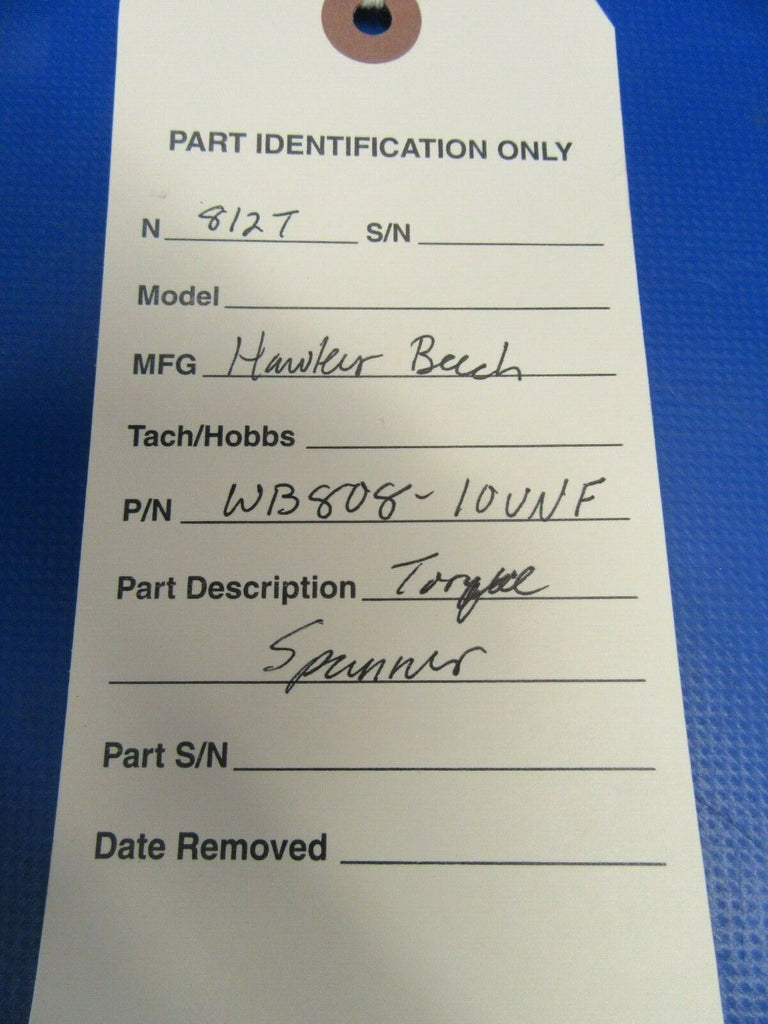 PART IDENTIFICATION ONLY
N 812T S/N
Model
MFG Hawker Beech
Tach/Hobbs
P/N WB808-10UNF
Part Description Torque
Spanner
Part S/N
Date Removed